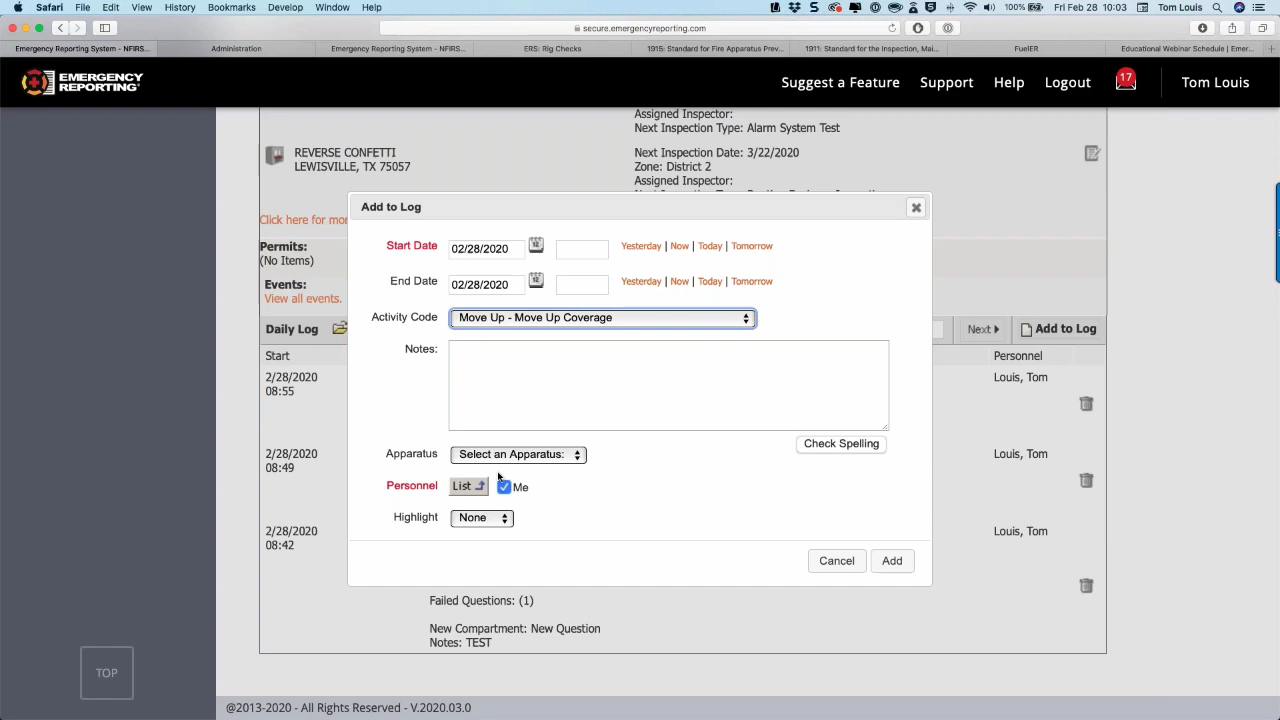 Safari File Edit View History Bookmarks Develop Window Help 100% Fri Feb 28 10:03 Tom Louis
secure.emergencyreporting.com
Emergency Reporting System - NFIRS... Administration Emergency Reporting System - NFIRS... ERS: Rig Checks 1915: Standard for Fire Apparatus Prev... 1911: Standard for the Inspection, Mai... FuelER Educational Webinar Schedule | Emer...
EMERGENCY
REPORTING
Suggest a Feature Support Help Logout 17 Tom Louis
Assigned Inspector:
Next Inspection Type: Alarm System Test
REVERSE CONFETTI
LEWISVILLE, TX 75057
Next Inspection Date: 3/22/2020
Zone: District 2
Assigned Inspector:
Click here for mor
Permits:
(No Items)
Events:
View all events.
Daily Log
Next
Add to Log
Start
Personnel
2/28/2020
08:55
Louis, Tom
2/28/2020
08:49
Louis, Tom
2/28/2020
08:42
Louis, Tom
Add to Log
Start Date 02/28/2020 Yesterday | Now | Today | Tomorrow
End Date 02/28/2020 Yesterday | Now | Today | Tomorrow
Activity Code Move Up - Move Up Coverage
Notes:
Check Spelling
Apparatus Select an Apparatus:
Personnel List Me
Highlight None
Cancel Add
Failed Questions: (1)
New Compartment: New Question
Notes: TEST
TOP
@2013-2020 - All Rights Reserved - V.2020.03.0